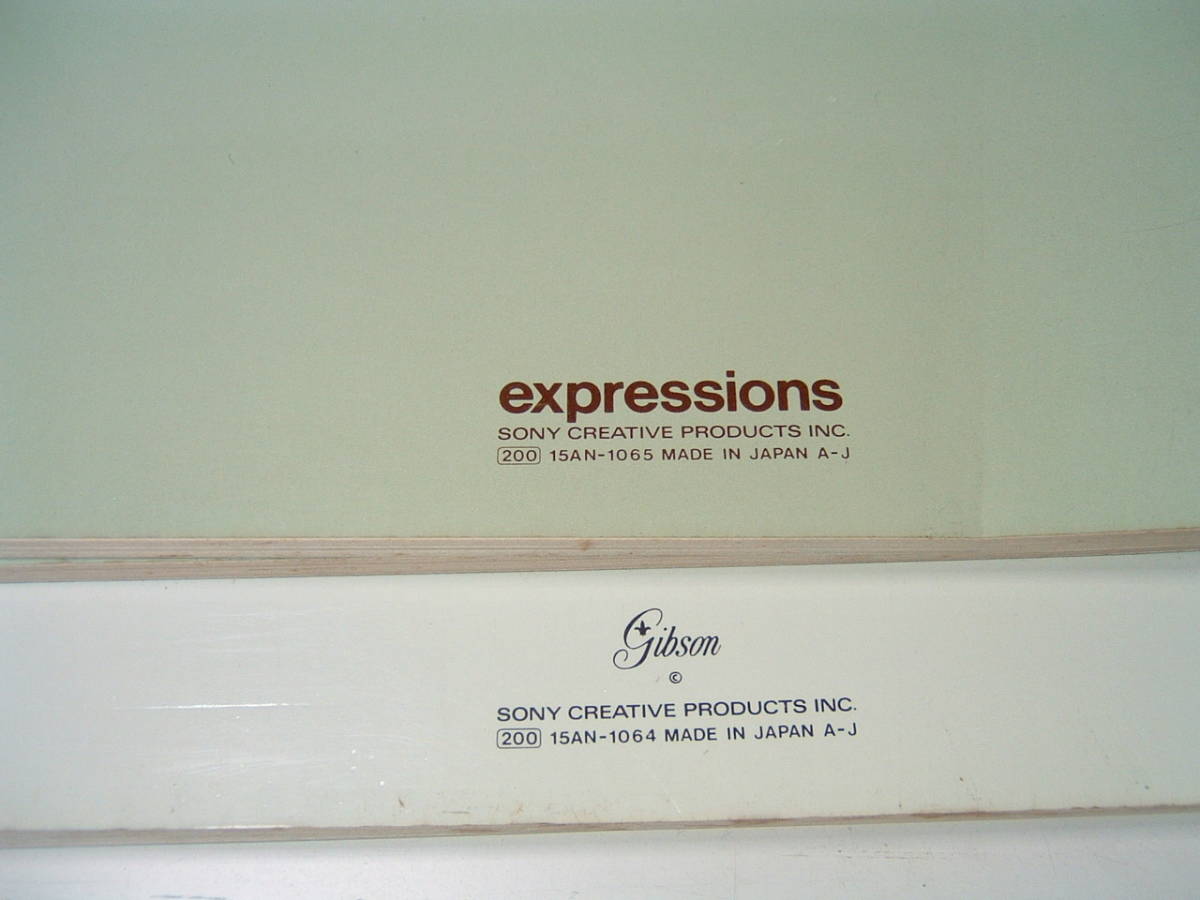 expressions
SONY CREATIVE PRODUCTS INC.
200 15AN-1065 MADE IN JAPAN A-J
Gibson
©
SONY CREATIVE PRODUCTS INC.
200 15AN-1064 MADE IN JAPAN A-J